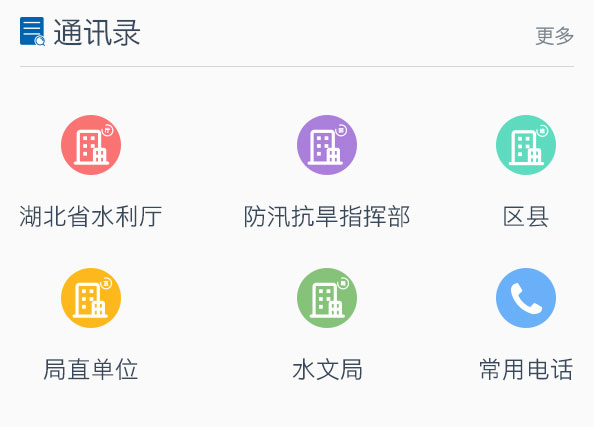 通讯录
更多
湖北省水利厅
防汛抗旱指挥部
区县
局直单位
水文局
常用电话